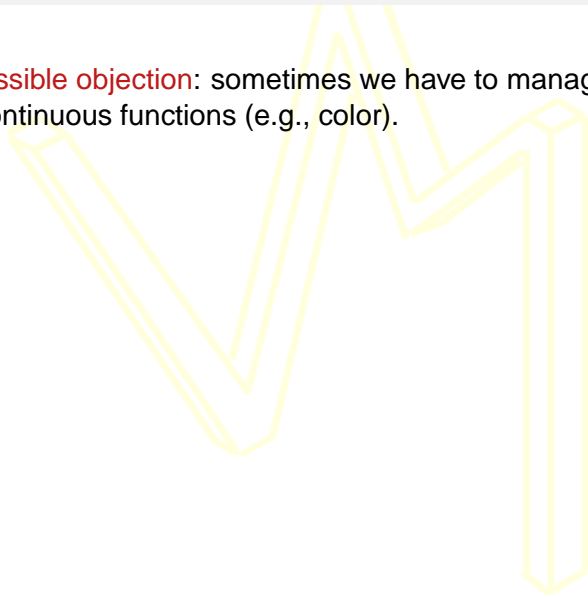 ssible objection: sometimes we have to manag
ontinuous functions (e.g., color).